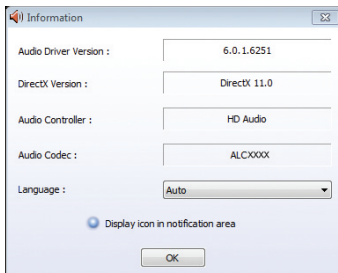 Information
Audio Driver Version : 6.0.1.6251
DirectX Version : DirectX 11.0
Audio Controller : HD Audio
Audio Codec : ALCXXXX
Language : Auto
Display icon in notification area
OK